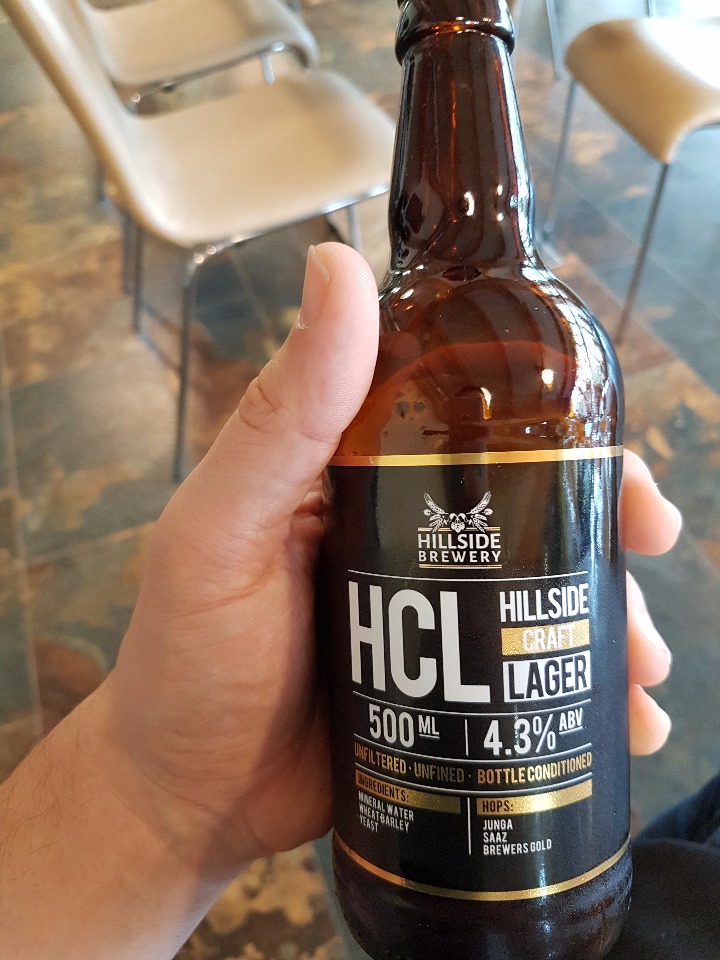 HILLSIDE
BREWERY
HCL
HILLSIDE
CRAFT
LAGER
500 ML
4.3% ABV
UNFILTERED · UNFINED · BOTTLE CONDITIONED
INGREDIENTS:
MINERAL WATER
WHEAT·BARLEY
YEAST
HOPS:
JUNGA
SAAZ
BREWERS GOLD